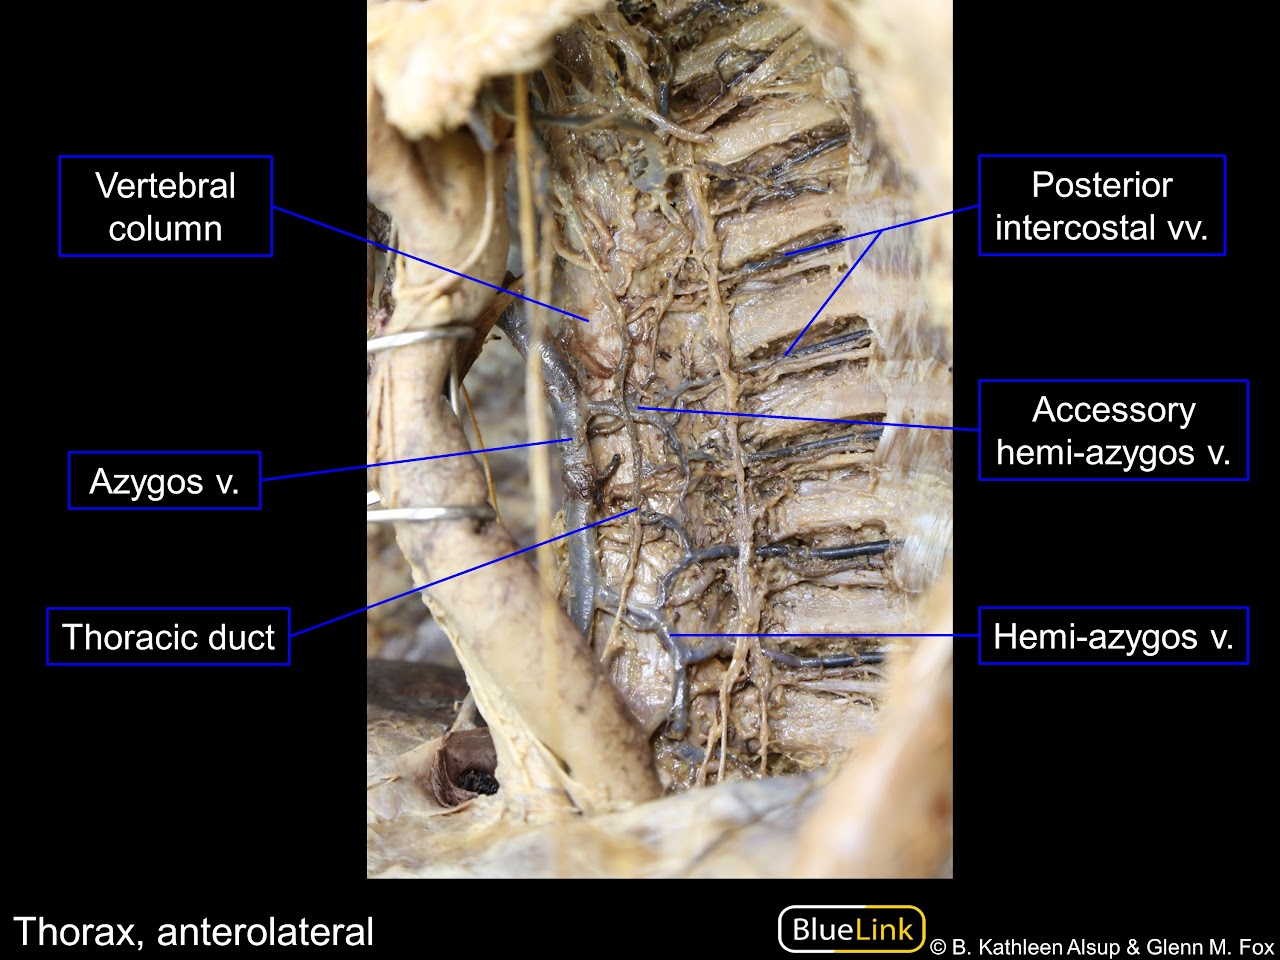 Vertebral
column
Azygos v.
Thoracic duct
Posterior
intercostal vv.
Accessory
hemi-azygos v.
Hemi-azygos v.
Thorax, anterolateral
BlueLink
© B. Kathleen Alsup & Glenn M. Fox